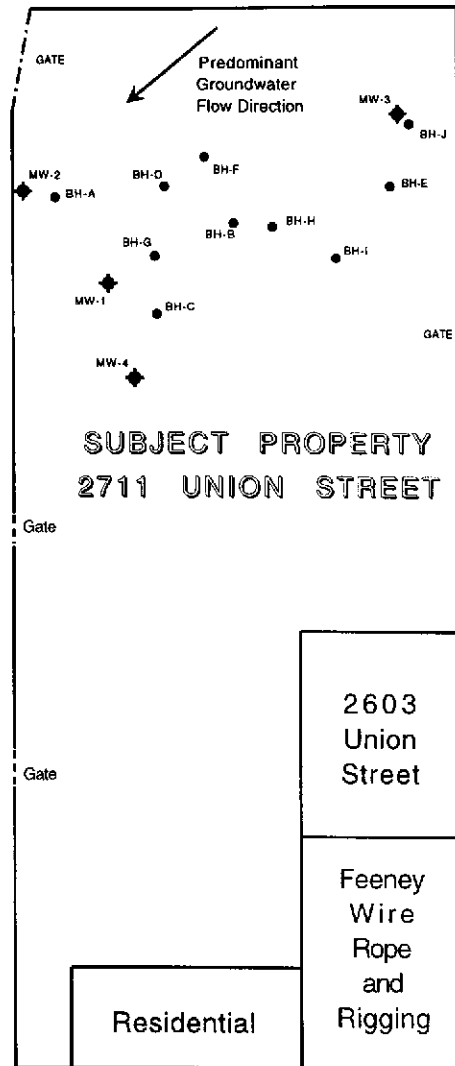 GATE
Predominant
Groundwater
Flow Direction
MW-3
BH-J
BH-F
BH-D
BH-E
MW-2
BH-A
BH-B
BH-H
BH-G
BH-I
MW-1
BH-C
GATE
MW-4
SUBJECT PROPERTY
2711 UNION STREET
Gate
2603
Union
Street
Gate
Feeney
Wire
Rope
and
Rigging
Residential